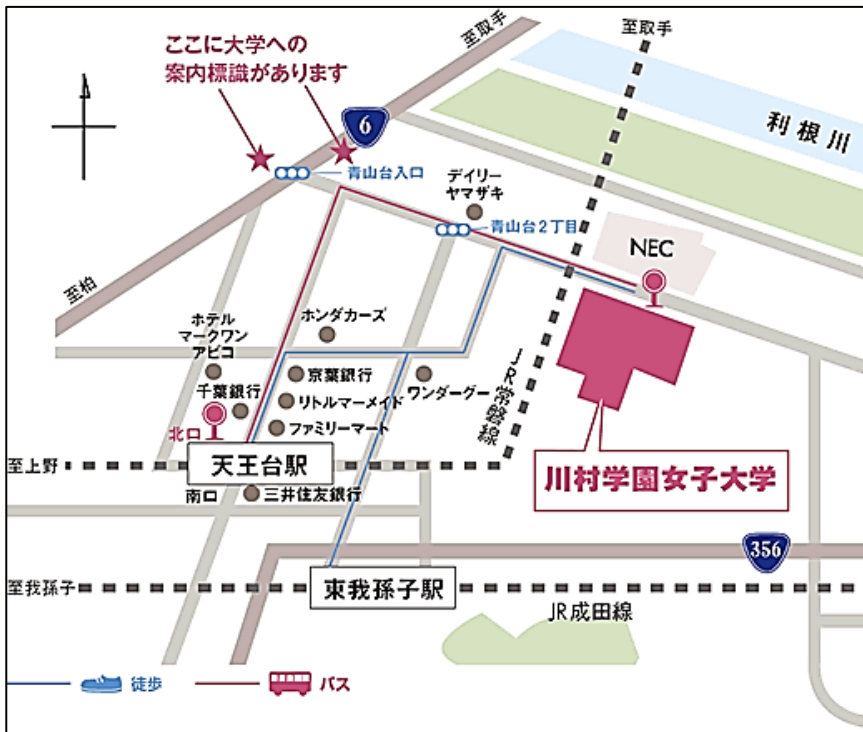 至取手
至取手
ここに大学への
案内標識があります
6
利根川
青山台入口
デイリー
ヤマザキ
青山台2丁目
NEC
至柏
ホテル
マークワン
アビコ
ホンダカーズ
千葉銀行
京葉銀行
リトルマーメイド
ワンダーグー
ファミリーマート
JR常磐線
北口
至上野
天王台駅
川村学園女子大学
南口
三井住友銀行
356
至我孫子
東我孫子駅
JR成田線
徒歩
バス